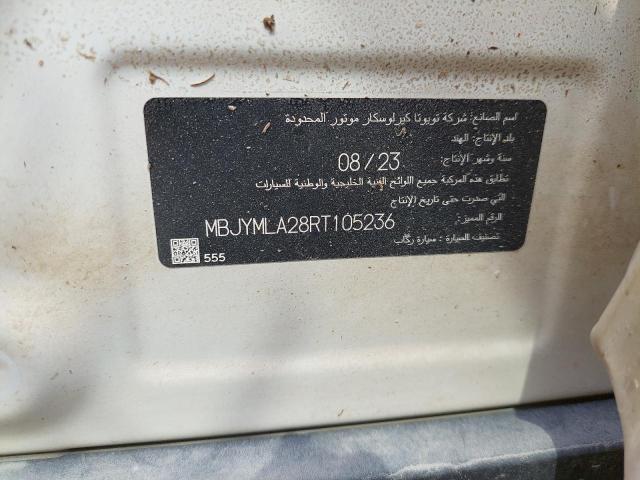 اسم الصانع: شركة تويوتا كيرلوسكار موتور المحدودة
بلد الإنتاج: الهند
سنة وشهر الإنتاج: 08/23
تطابق هذه المركبة جميع اللوائح الفنية الخليجية والوطنية للسيارات
التي صدرت حتى تاريخ الإنتاج
الرقم المميز: MBJYMLA28RT105236
تصنيف السيارة : سيارة ركاب
555